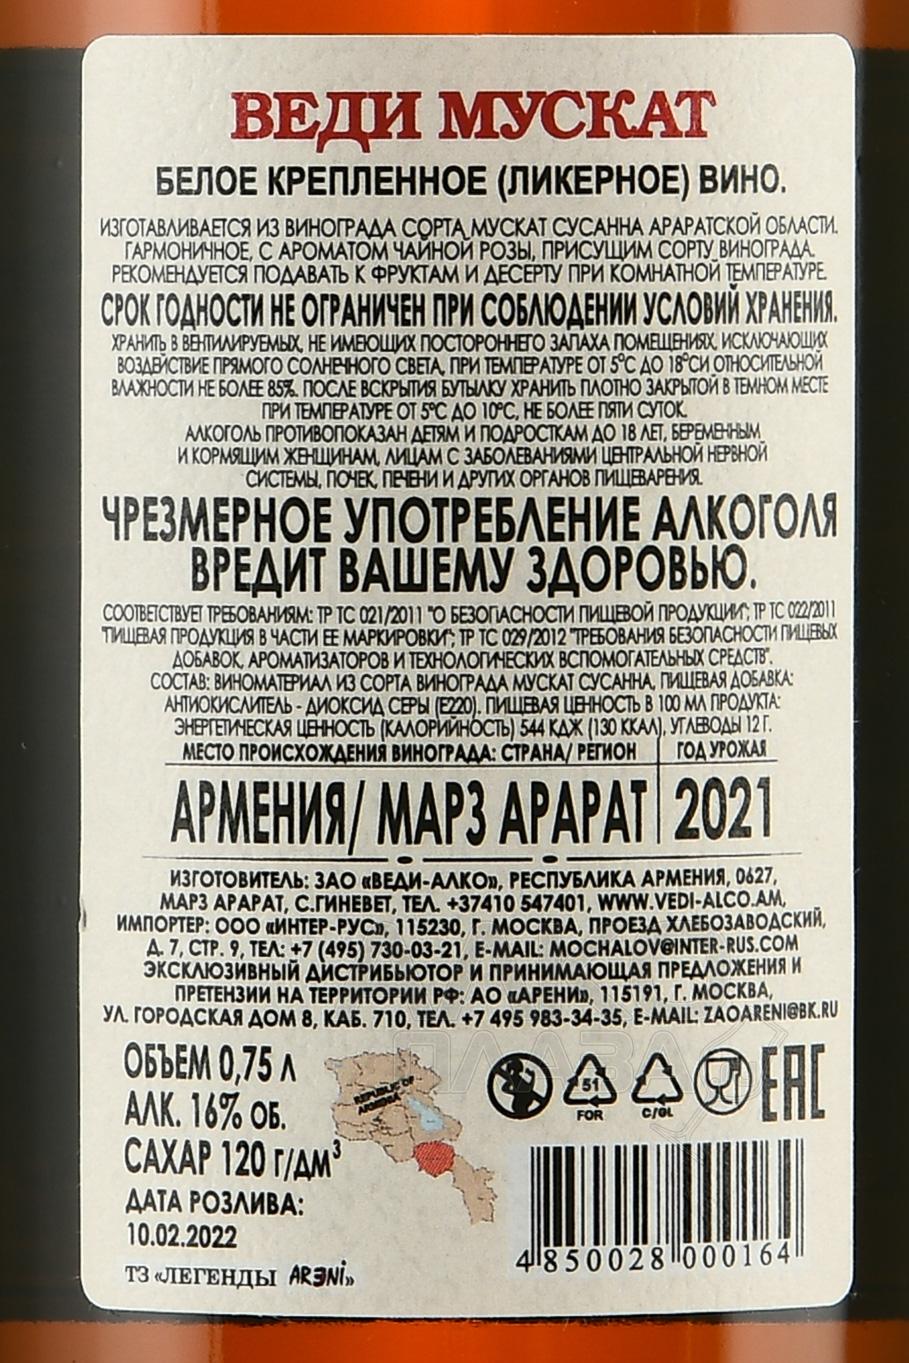 ВЕДИ МУСКАТ
БЕЛОЕ КРЕПЛЕННОЕ (ЛИКЕРНОЕ) ВИНО.
ИЗГОТАВЛИВАЕТСЯ ИЗ ВИНОГРАДА СОРТА МУСКАТ СУСАННА АРАРАТСКОЙ ОБЛАСТИ.
ГАРМОНИЧНОЕ, С АРОМАТОМ ЧАЙНОЙ РОЗЫ, ПРИСУЩИМ СОРТУ ВИНОГРАДА.
РЕКОМЕНДУЕТСЯ ПОДАВАТЬ К ФРУКТАМ И ДЕСЕРТУ ПРИ КОМНАТНОЙ ТЕМПЕРАТУРЕ.
СРОК ГОДНОСТИ НЕ ОГРАНИЧЕН ПРИ СОБЛЮДЕНИИ УСЛОВИЙ ХРАНЕНИЯ.
ХРАНИТЬ В ВЕНТИЛИРУЕМЫХ, НЕ ИМЕЮЩИХ ПОСТОРОННЕГО ЗАПАХА ПОМЕЩЕНИЯХ, ИСКЛЮЧАЮЩИХ
ВОЗДЕЙСТВИЕ ПРЯМОГО СОЛНЕЧНОГО СВЕТА, ПРИ ТЕМПЕРАТУРЕ ОТ 5°С ДО 18°СИ ОТНОСИТЕЛЬНОЙ
ВЛАЖНОСТИ НЕ БОЛЕЕ 85%. ПОСЛЕ ВСКРЫТИЯ БУТЫЛКУ ХРАНИТЬ ПЛОТНО ЗАКРЫТОЙ В ТЕМНОМ МЕСТЕ
ПРИ ТЕМПЕРАТУРЕ ОТ 5°С ДО 10°С, НЕ БОЛЕЕ ПЯТИ СУТОК.
АЛКОГОЛЬ ПРОТИВОПОКАЗАН ДЕТЯМ И ПОДРОСТКАМ ДО 18 ЛЕТ, БЕРЕМЕННЫМ
И КОРМЯЩИМ ЖЕНЩИНАМ, ЛИЦАМ С ЗАБОЛЕВАНИЯМИ ЦЕНТРАЛЬНОЙ НЕРВНОЙ
СИСТЕМЫ, ПОЧЕК, ПЕЧЕНИ И ДРУГИХ ОРГАНОВ ПИЩЕВАРЕНИЯ.
ЧРЕЗМЕРНОЕ УПОТРЕБЛЕНИЕ АЛКОГОЛЯ
ВРЕДИТ ВАШЕМУ ЗДОРОВЬЮ.
СООТВЕТСТВУЕТ ТРЕБОВАНИЯМ: ТР ТС 021/2011 "О БЕЗОПАСНОСТИ ПИЩЕВОЙ ПРОДУКЦИИ"; ТР ТС 022/2011
"ПИЩЕВАЯ ПРОДУКЦИЯ В ЧАСТИ ЕЕ МАРКИРОВКИ"; ТР ТС 029/2012 "ТРЕБОВАНИЯ БЕЗОПАСНОСТИ ПИЩЕВЫХ
ДОБАВОК, АРОМАТИЗАТОРОВ И ТЕХНОЛОГИЧЕСКИХ ВСПОМОГАТЕЛЬНЫХ СРЕДСТВ".
СОСТАВ: ВИНОМАТЕРИАЛ ИЗ СОРТА ВИНОГРАДА МУСКАТ СУСАННА, ПИЩЕВАЯ ДОБАВКА:
АНТИОКИСЛИТЕЛЬ - ДИОКСИД СЕРЫ (Е220). ПИЩЕВАЯ ЦЕННОСТЬ В 100 МЛ ПРОДУКТА:
ЭНЕРГЕТИЧЕСКАЯ ЦЕННОСТЬ (КАЛОРИЙНОСТЬ) 544 КДЖ (130 ККАЛ), УГЛЕВОДЫ 12 Г.
МЕСТО ПРОИСХОЖДЕНИЯ ВИНОГРАДА: СТРАНА/ РЕГИОН ГОД УРОЖАЯ
АРМЕНИЯ/ МАРЗ АРАРАТ 2021
ИЗГОТОВИТЕЛЬ: ЗАО «ВЕДИ-АЛКО», РЕСПУБЛИКА АРМЕНИЯ, 0627,
МАРЗ АРАРАТ, С.ГИНЕВЕТ, ТЕЛ. +37410 547401, WWW.VEDI-ALCO.AM,
ИМПОРТЕР: ООО «ИНТЕР-РУС», 115230, Г. МОСКВА, ПРОЕЗД ХЛЕБОЗАВОДСКИЙ,
Д. 7, СТР. 9, ТЕЛ: +7 (495) 730-03-21, E-MAIL: MOCHALOV@INTER-RUS.COM
ЭКСКЛЮЗИВНЫЙ ДИСТРИБЬЮТОР И ПРИНИМАЮЩАЯ ПРЕДЛОЖЕНИЯ И
ПРЕТЕНЗИИ НА ТЕРРИТОРИИ РФ: АО «АРЕНИ», 115191, Г. МОСКВА,
УЛ. ГОРОДСКАЯ ДОМ 8, КАБ. 710, ТЕЛ. +7 495 983-34-35, E-MAIL: ZAOARENI@BK.RU
ОБЪЕМ 0,75 Л
АЛК. 16% ОБ.
САХАР 120 Г/ДМ³
ДАТА РОЗЛИВА:
10.02.2022
ТЗ «ЛЕГЕНДЫ ARENI»
REPUBLIC OF
ARMENIA
51
FOR
C/GL
EAC
4 850028 000164